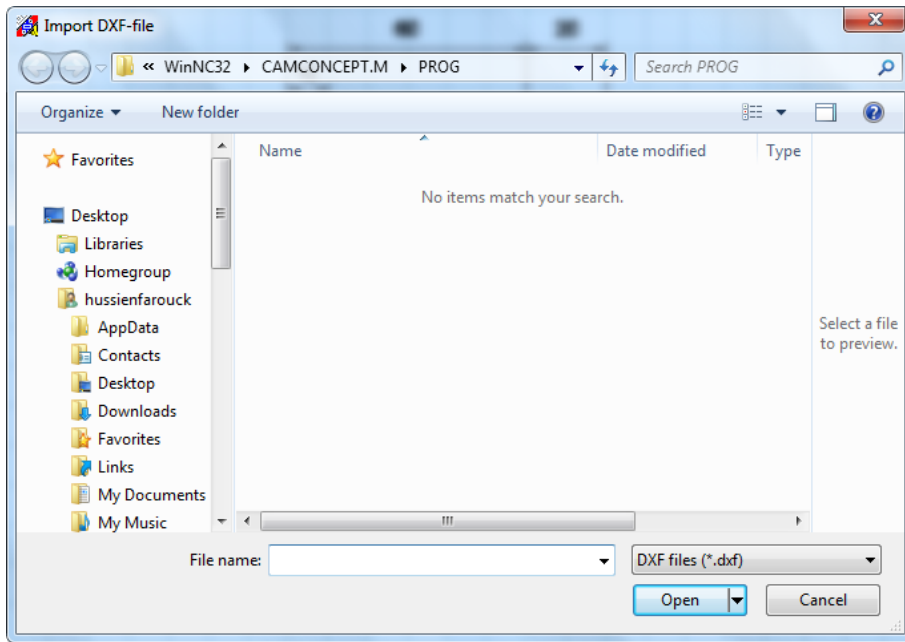 Import DXF-file
« WinNC32 CAMCONCEPT.M PROG
Search PROG
Organize New folder
Name Date modified Type
Favorites
Desktop
Libraries
Homegroup
hussienfarouck
AppData
Contacts
Desktop
Downloads
Favorites
Links
My Documents
My Music
No items match your search.
Select a file
to preview.
File name:
DXF files (*.dxf)
Open Cancel